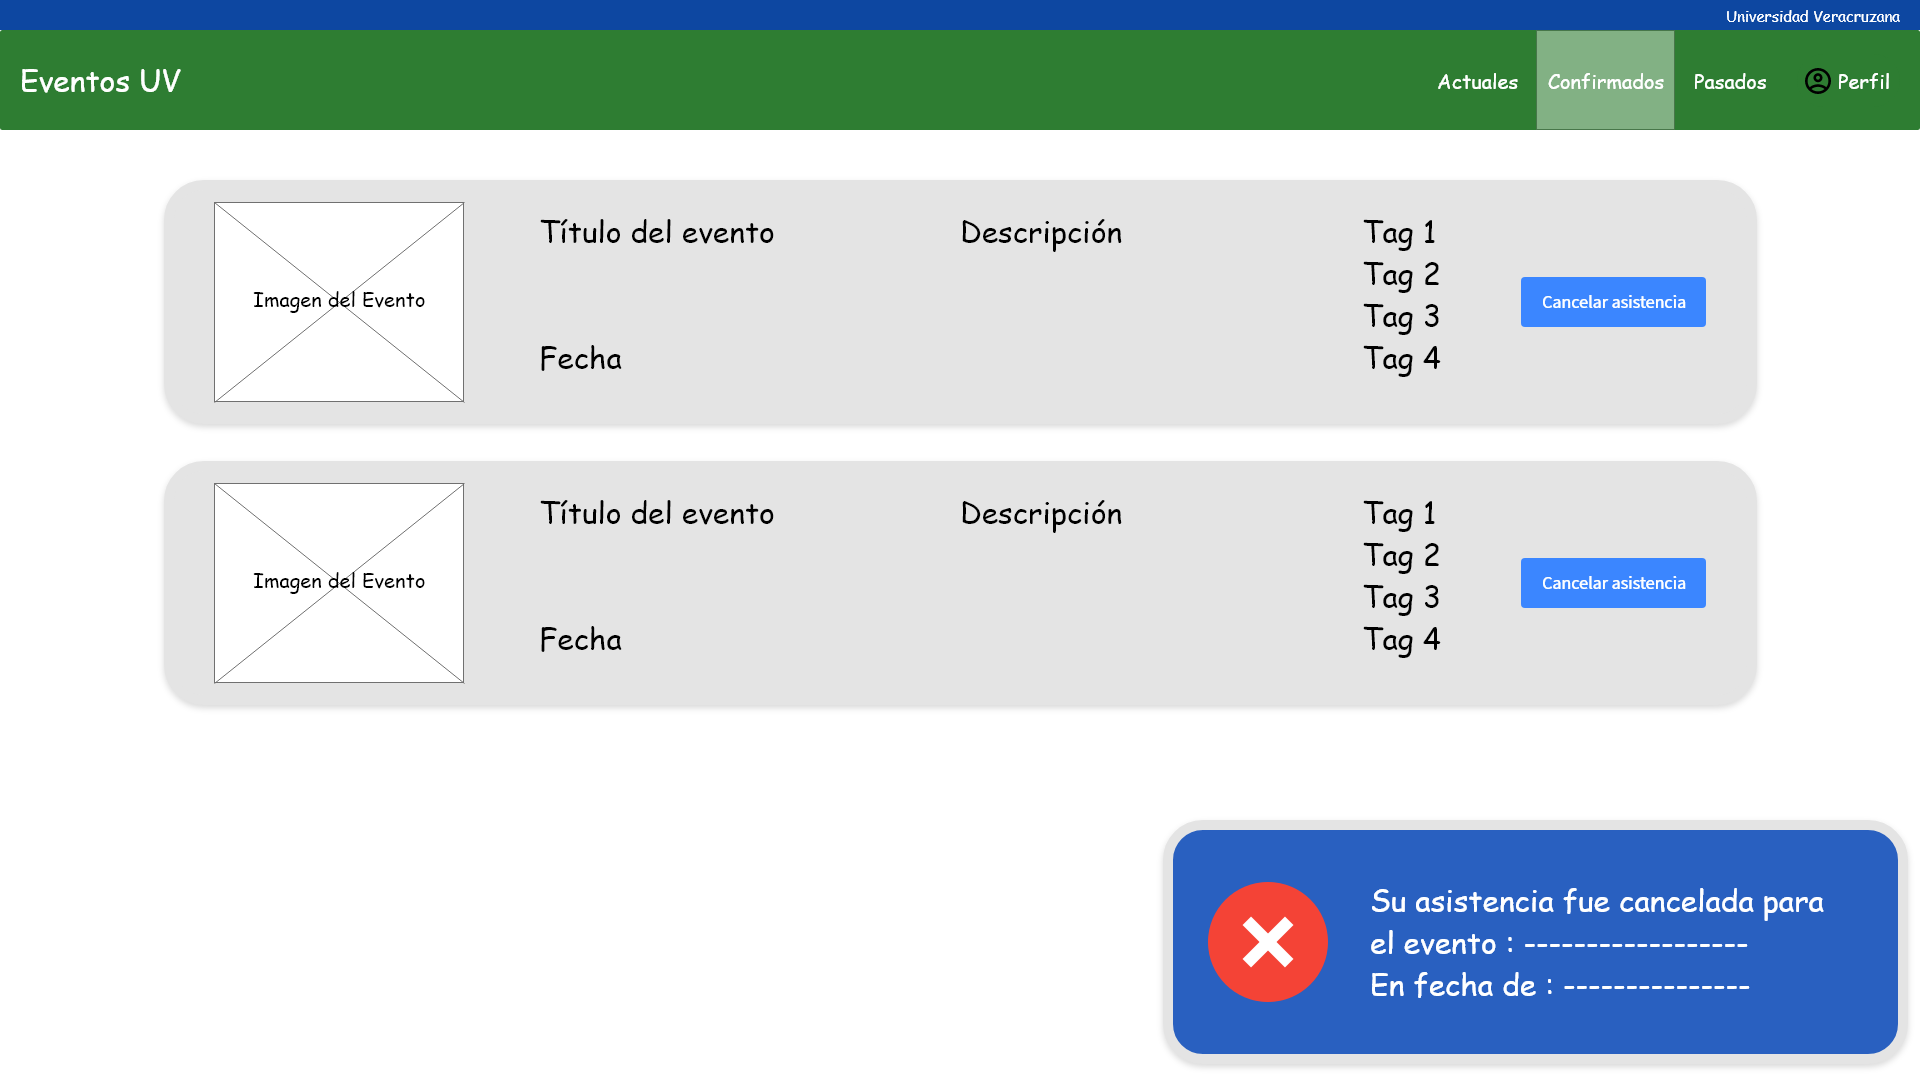 Universidad Veracruzana
Eventos UV
Actuales
Confirmados
Pasados
Perfil
Imagen del Evento
Título del evento
Fecha
Descripción
Tag 1
Tag 2
Tag 3
Tag 4
Cancelar asistencia
Imagen del Evento
Título del evento
Fecha
Descripción
Tag 1
Tag 2
Tag 3
Tag 4
Cancelar asistencia
Su asistencia fue cancelada para
el evento : ------------------
En fecha de : ---------------